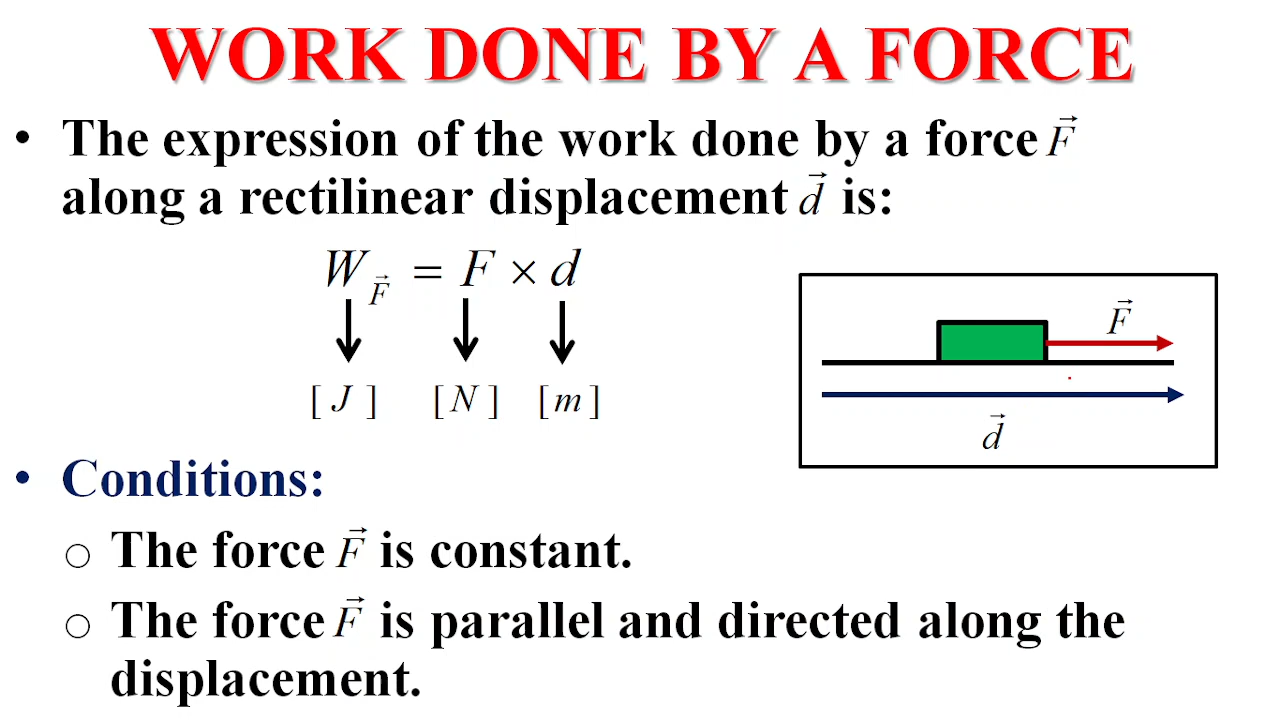 WORK DONE BY A FORCE
• The expression of the work done by a force F⃗
along a rectilinear displacement d⃗ is:
W_F⃗ = F × d
[ J ] [ N ] [ m ]
F⃗
d⃗
• Conditions:
o The force F⃗ is constant.
o The force F⃗ is parallel and directed along the
displacement.